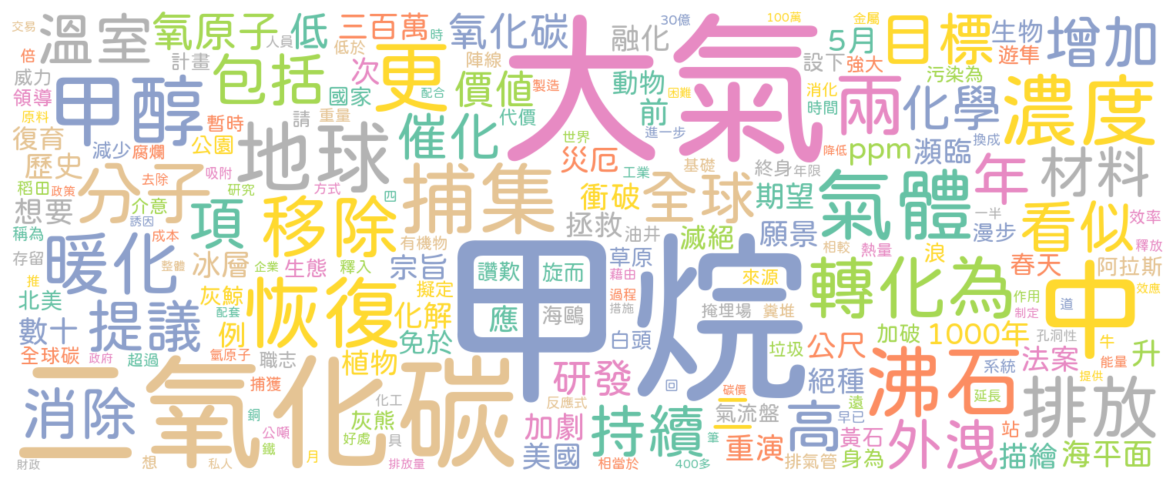 交易
溫室
氧原子
人員
低
三百萬
時
氧化碳
融化
30億
100萬
金屬
目標
生物
增加
倍
計畫
低於
陣線
大氣
5月
設下
強大
遊隼
威力
領導
甲醇
包括
次
國家
更
配合
價值
製造
動物
困難
消化
時間
污染為
兩
化學
濃度
原料
復育
暫時
公園
請
重量
催化
代價
前
世界
進一步
降低
ppm
換成
瀕臨
減少
腐爛
地球
災厄
工業
基礎
終身
年限
年
材料
歷史
吸附
稻田
政策
去除
研究
方式
四
分子
捕集
衝破
全球
期望
氣體
一半
看似
效率
想要
介意
誘因
項
移除
拯救
油井
滅絕
願景
相較
熱量
浪
漫步
釋放
稱為
成本
暖化
有機物
宗旨
草原
來源
轉化為
春天
阿拉斯
存留
整體
冰層
企業
生態
釋入
讚歎
旋而
藉由
甲烷
中
推
北美
提議
灰鯨
恢復
擬定
化解
應
海鷗
過程
措施
掩埋場
糞堆
作用
制定
道
效應
數十
配套
例
免於
白頭
垃圾
公尺
加破
1000年
孔洞性
牛
全球碳
政府
超過
氫原子
職志
植物
研發
絕種
沸石
系統
法案
能量
升
提供
消除
二氧化碳
捕獲
化工
回
反應式
碳價
氣流盤
遠
早已
高
延長
排放
銅
公噸
鐵
灰熊
好處
具
加劇
持續
筆
一
重演
黃石
外洩
站
描繪
海平面
財政
想
私人
月
排放量
美國
相當於
400多
排氣管
身為